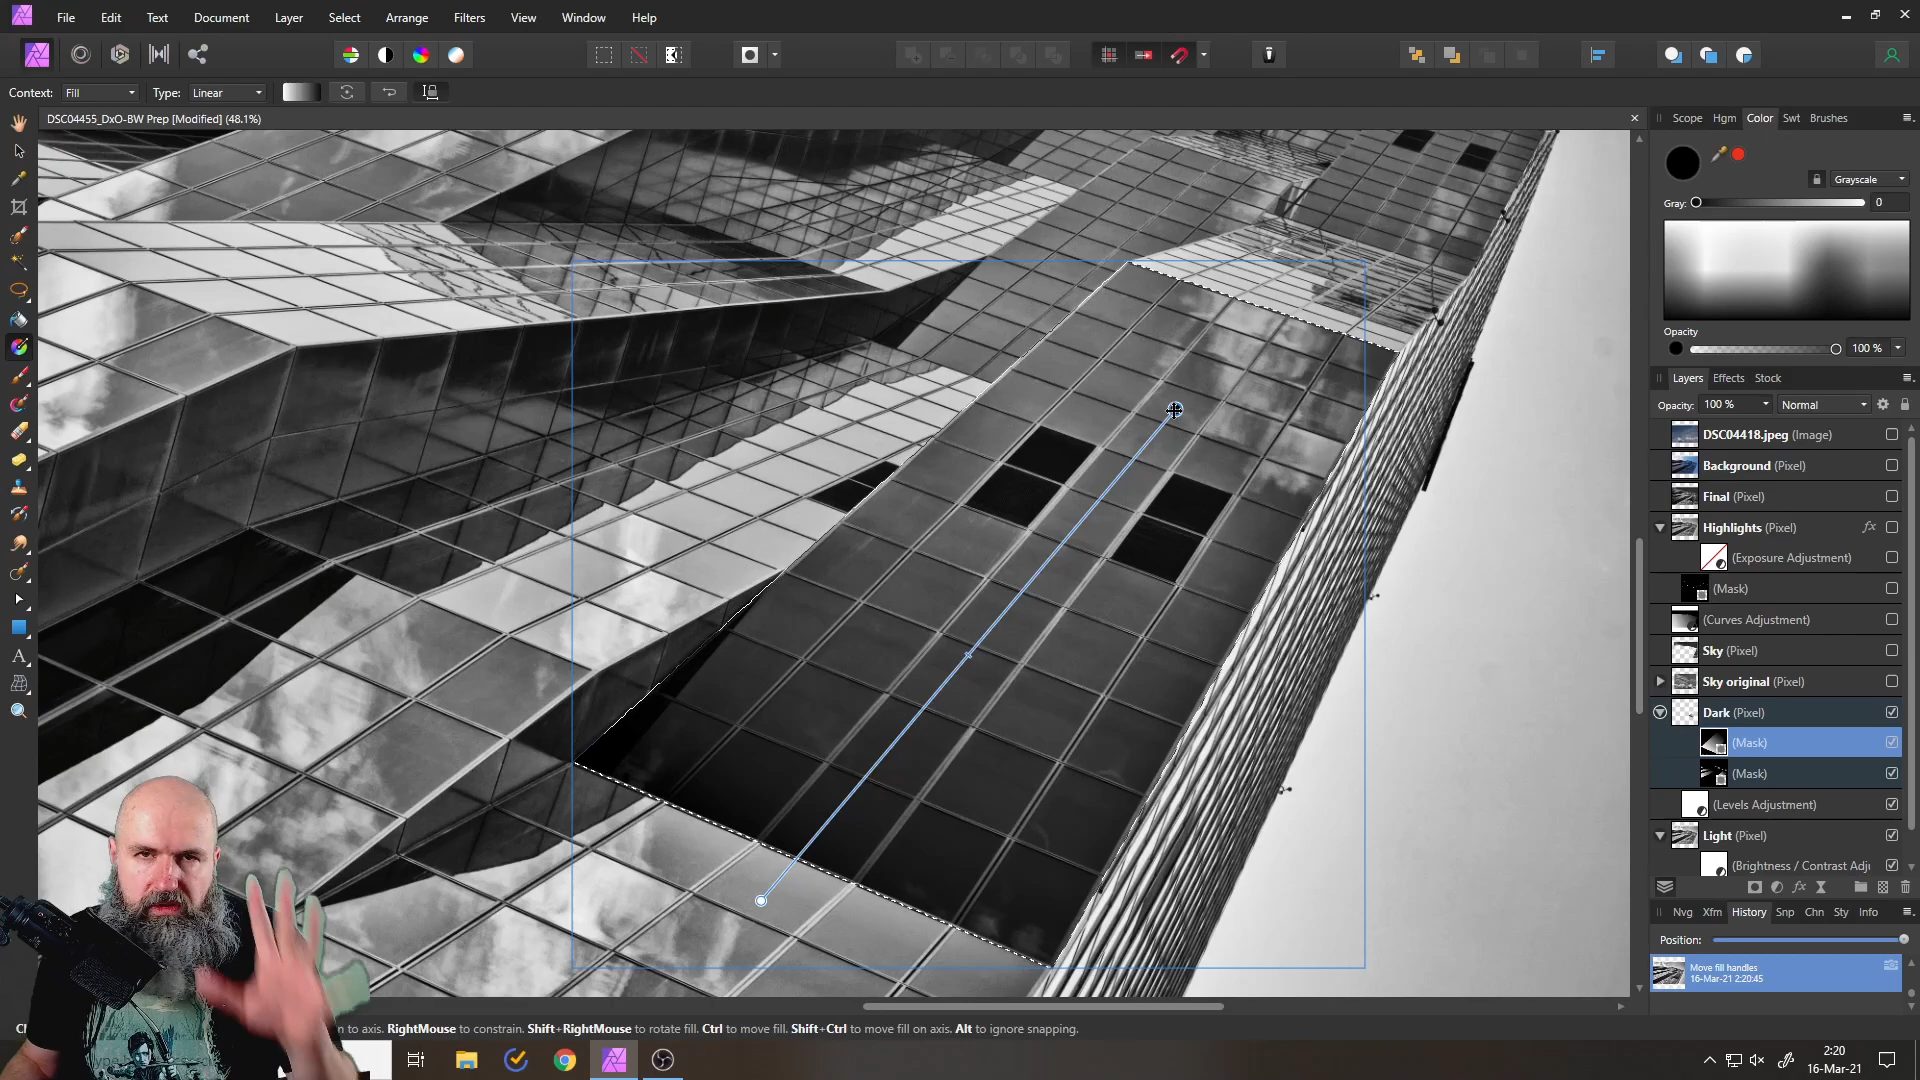 File Edit Text Document Layer Select Arrange Filters View Window Help
Context: Fill Type: Linear
DSC04455_DxO-BW Prep [Modified] (48.1%)
Scope Hgm Color Swt Brushes
Grayscale
Gray: 0
Opacity
100 %
Layers Effects Stock
Opacity: 100 % Normal
DSC04418.jpeg (Image)
Background (Pixel)
Final (Pixel)
Highlights (Pixel) fx
(Exposure Adjustment)
(Mask)
(Curves Adjustment)
Sky (Pixel)
Sky original (Pixel)
Dark (Pixel)
(Mask)
(Mask)
(Levels Adjustment)
Light (Pixel)
(Brightness / Contrast Adj
fx
Nvg Xfm History Snp Chn Sty Info
Position:
Move fill handles
16-Mar-21 2:20:45
to axis. RightMouse to constrain. Shift+RightMouse to rotate fill. Ctrl to move fill. Shift+Ctrl to move fill on axis. Alt to ignore snapping.
2:20
16-Mar-21